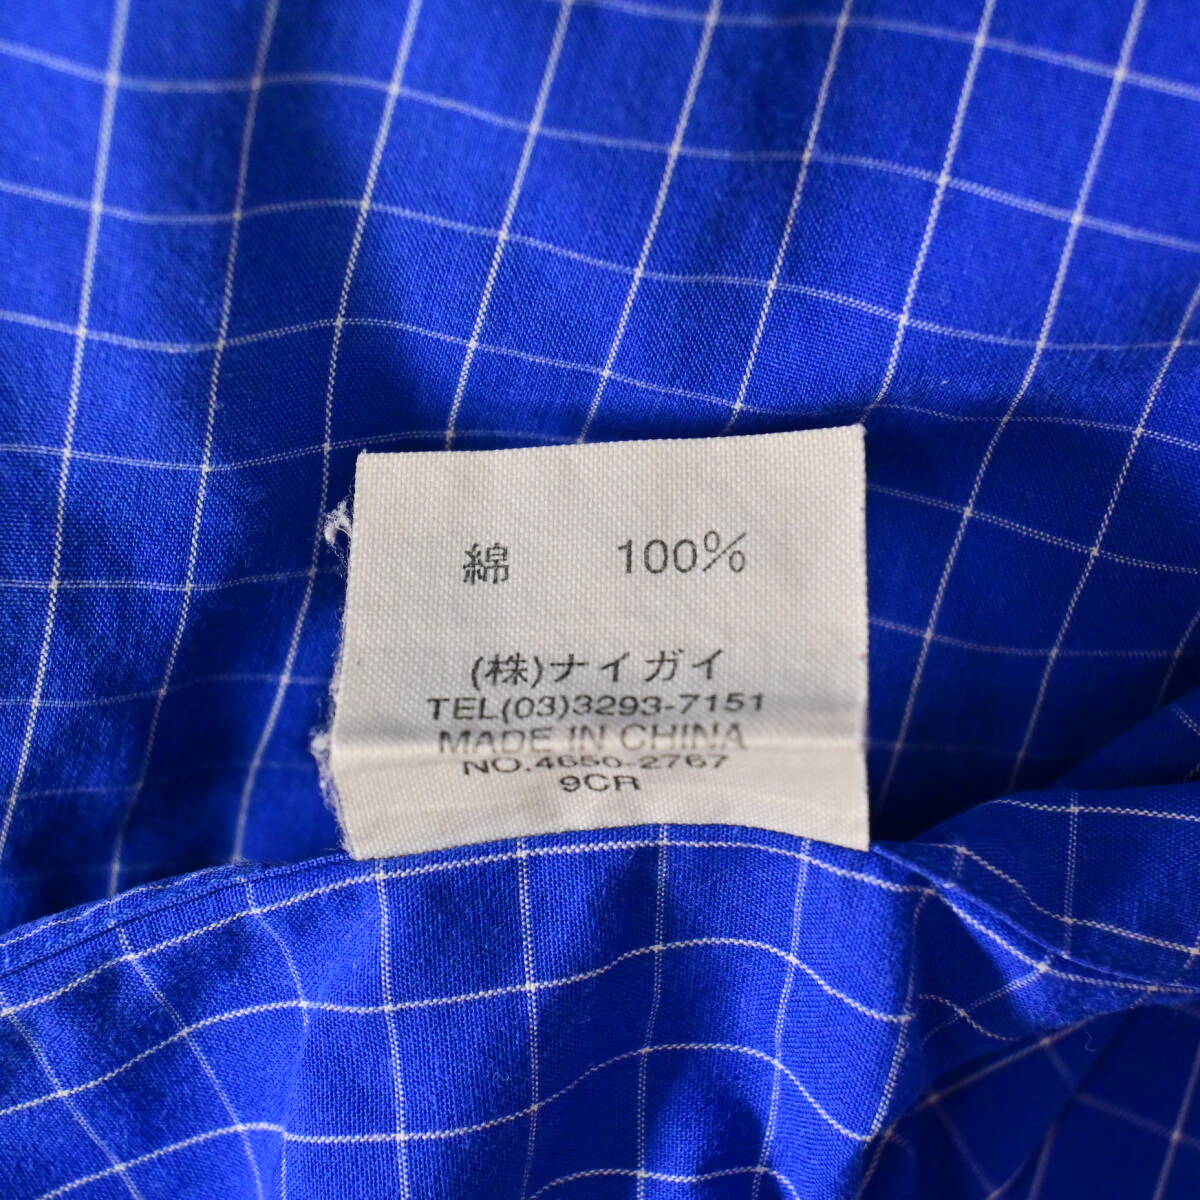 綿 100%
(株)ナイガイ
TEL(03)3293-7151
MADE IN CHINA
NO.4650-2767
9CR